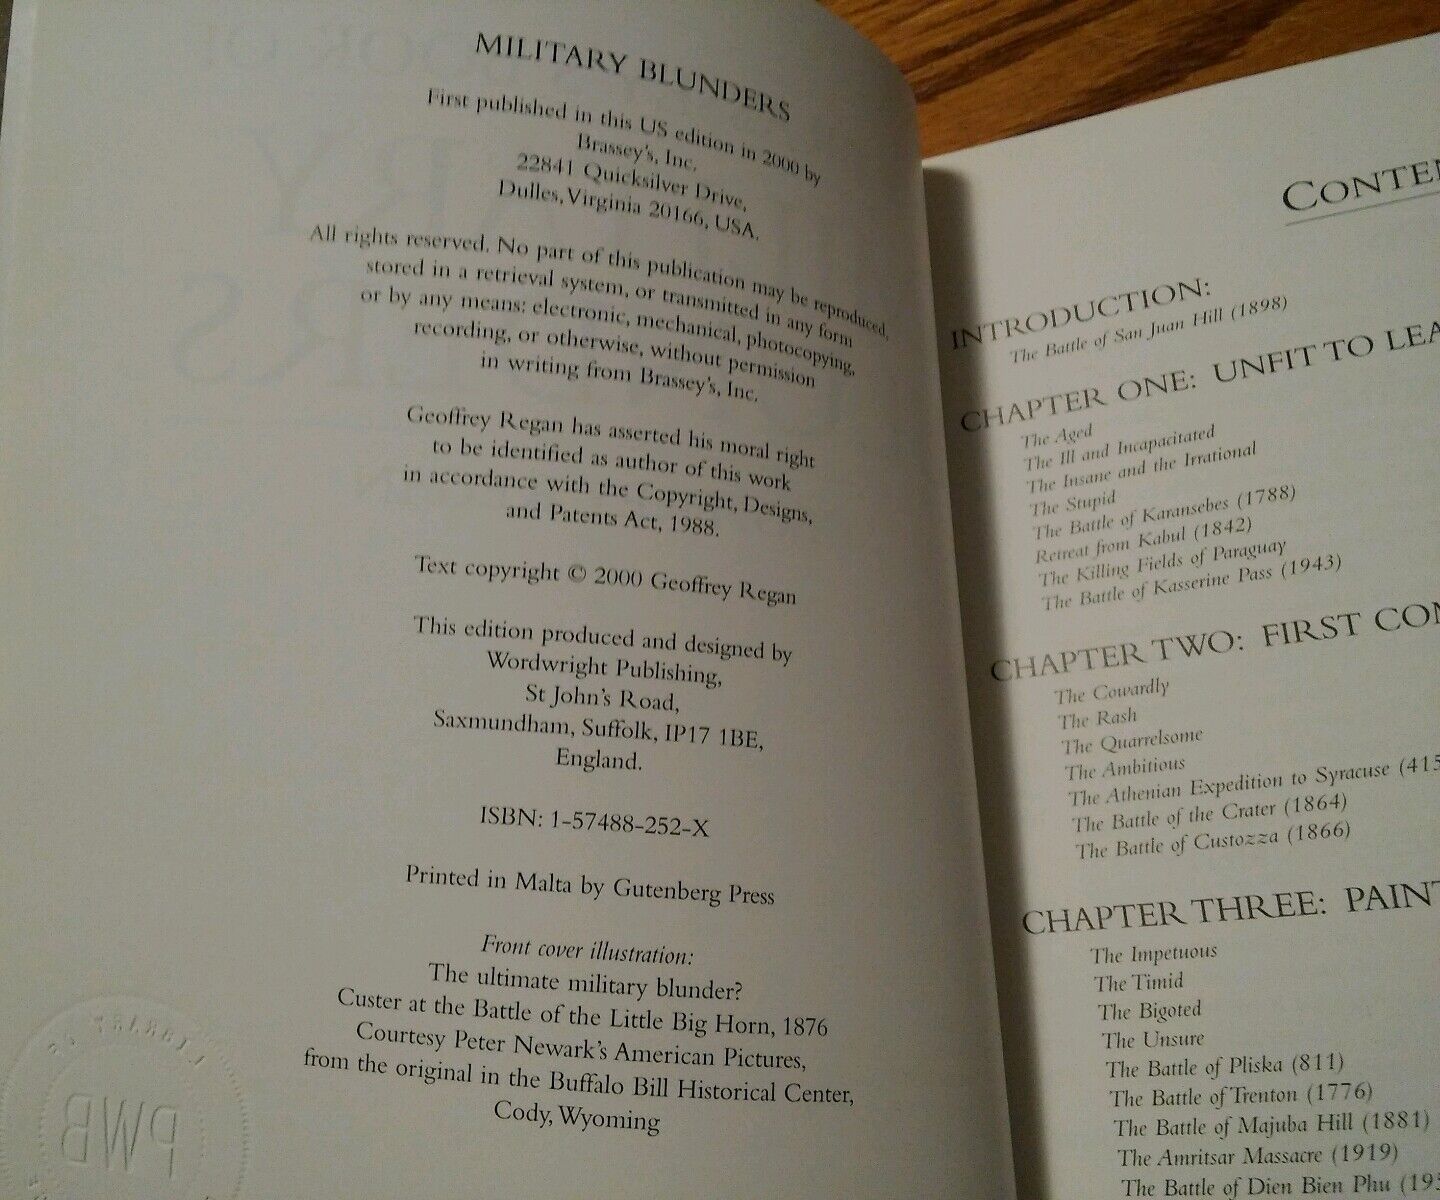 MILITARY BLUNDERS
First published in this US edition in 2000 by
Brassey's, Inc.
22841 Quicksilver Drive,
Dulles, Virginia 20166, USA.
All rights reserved. No part of this publication may be reproduced,
stored in a retrieval system, or transmitted in any form
or by any means: electronic, mechanical, photocopying,
recording, or otherwise, without permission
in writing from Brassey's, Inc.
Geoffrey Regan has asserted his moral right
to be identified as author of this work
in accordance with the Copyright, Designs,
and Patents Act, 1988.
Text copyright © 2000 Geoffrey Regan
This edition produced and designed by
Wordwright Publishing,
St John's Road,
Saxmundham, Suffolk, IP17 1BE,
England.
ISBN: 1-57488-252-X
Printed in Malta by Gutenberg Press
Front cover illustration:
The ultimate military blunder?
Custer at the Battle of the Little Big Horn, 1876
Courtesy Peter Newark's American Pictures,
from the original in the Buffalo Bill Historical Center,
Cody, Wyoming
LIBRARY OF
PWB
CONTEN
INTRODUCTION:
The Battle of San Juan Hill (1898)
CHAPTER ONE: UNFIT TO LEA
The Aged
The Ill and Incapacitated
The Insane and the Irrational
The Stupid
The Battle of Karansebes (1788)
Retreat from Kabul (1842)
The Killing Fields of Paraguay
The Battle of Kasserine Pass (1943)
CHAPTER TWO: FIRST CON
The Cowardly
The Rash
The Quarrelsome
The Ambitious
The Athenian Expedition to Syracuse (415
The Battle of the Crater (1864)
The Battle of Custozza (1866)
CHAPTER THREE: PAINT
The Impetuous
The Timid
The Bigoted
The Unsure
The Battle of Pliska (811)
The Battle of Trenton (1776)
The Battle of Majuba Hill (1881)
The Amritsar Massacre (1919)
The Battle of Dien Bien Phu (195